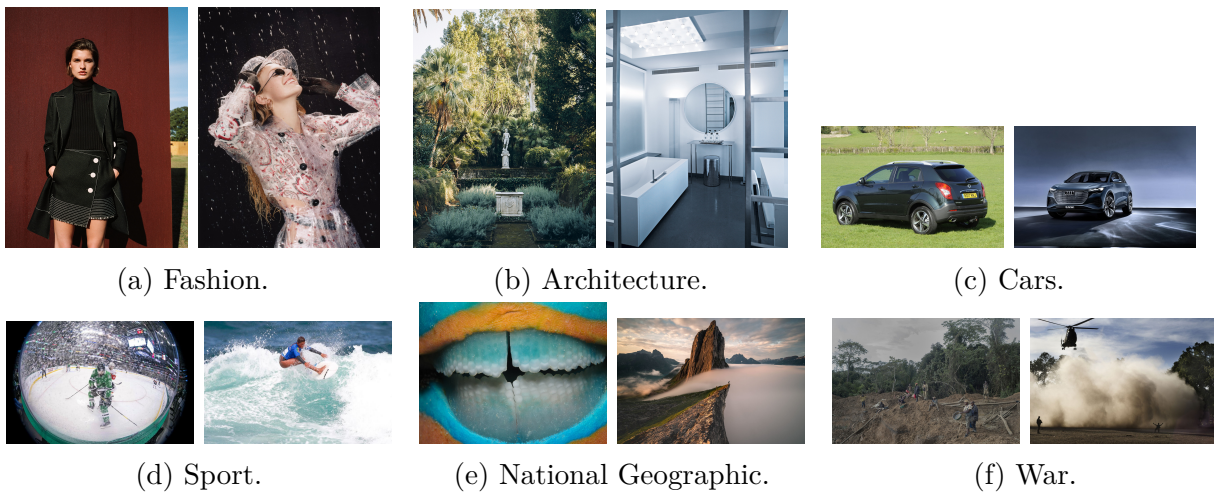 (a) Fashion.
(b) Architecture.
(c) Cars.
(d) Sport.
(e) National Geographic.
(f) War.